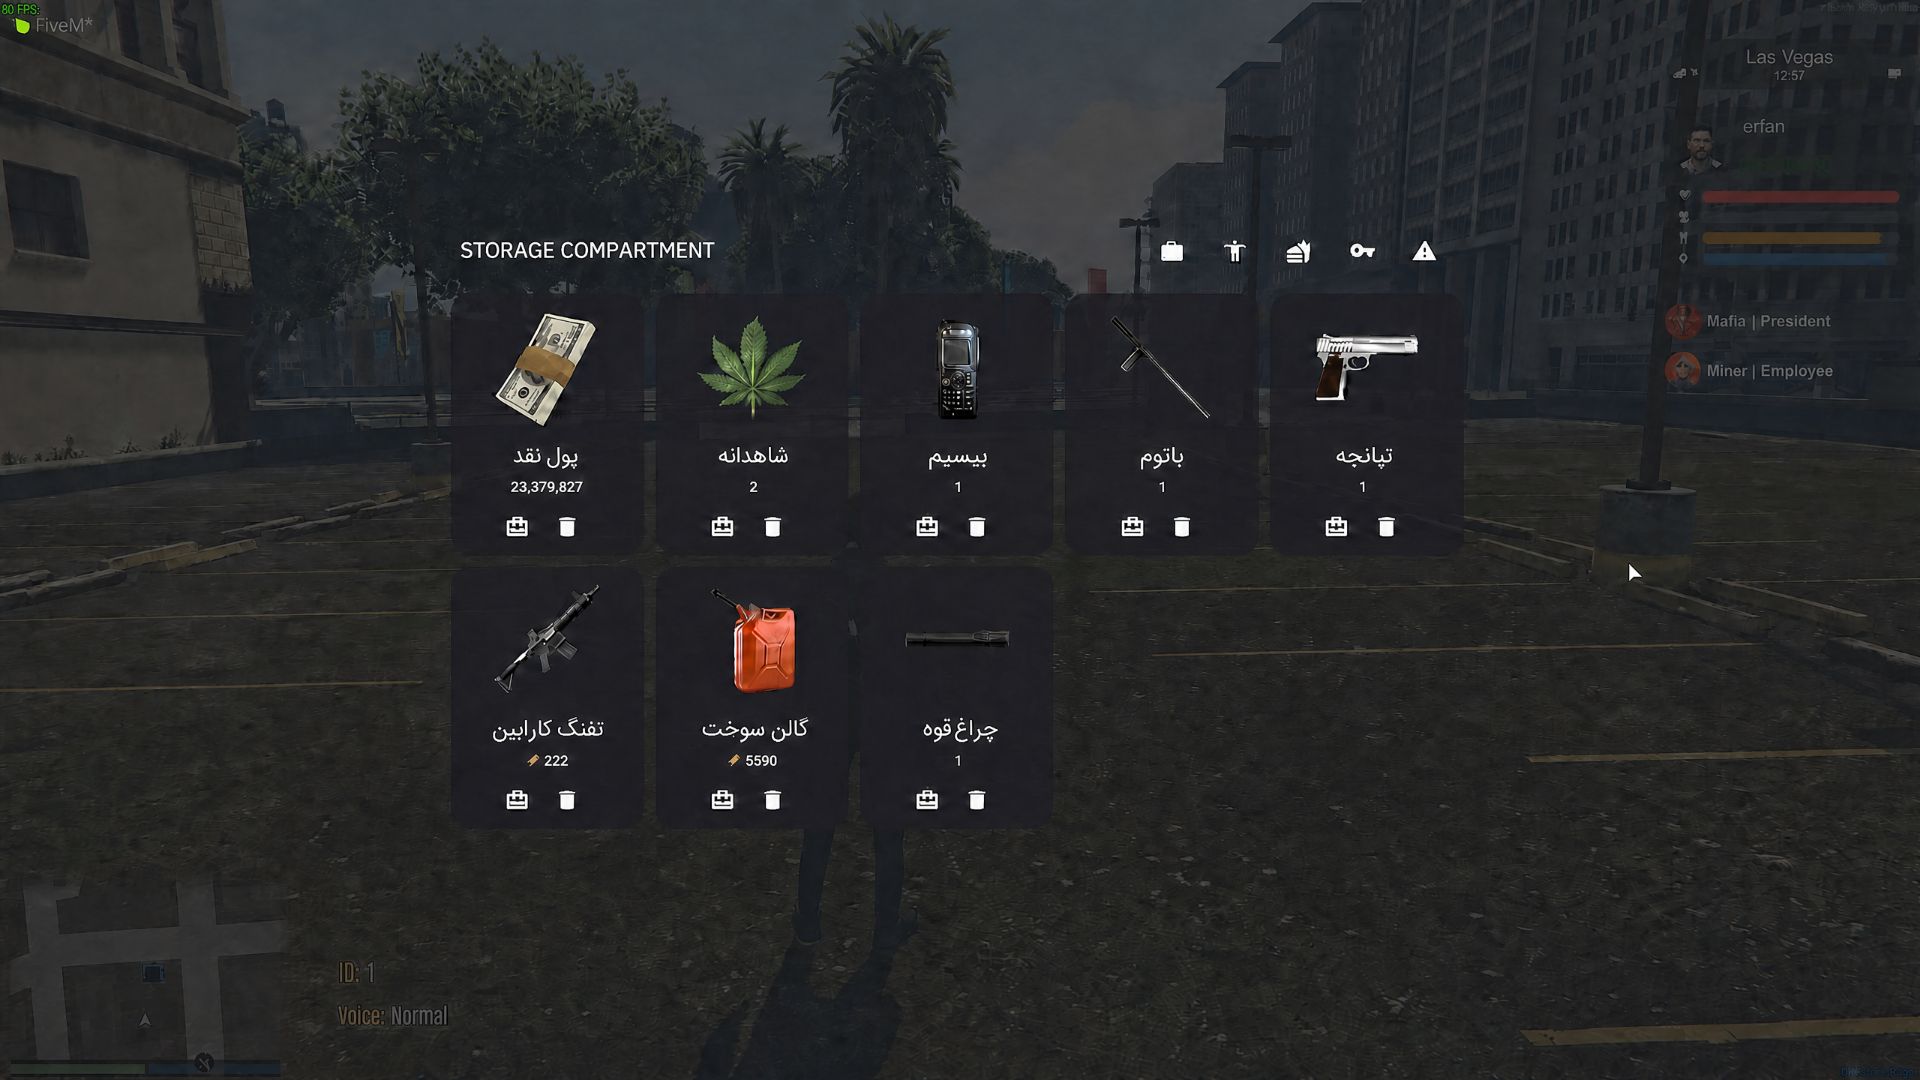 80 FPS:
FiveM*
Las Vegas
12:57
erfan
STORAGE COMPARTMENT
Mafia | President
Miner | Employee
پول نقد
23,379,827
شاهدانه
2
بیسیم
1
باتوم
1
تپانچه
1
تفنگ کارابین
222
گالن سوخت
5590
چراغ قوه
1
ID: 1
Voice: Normal